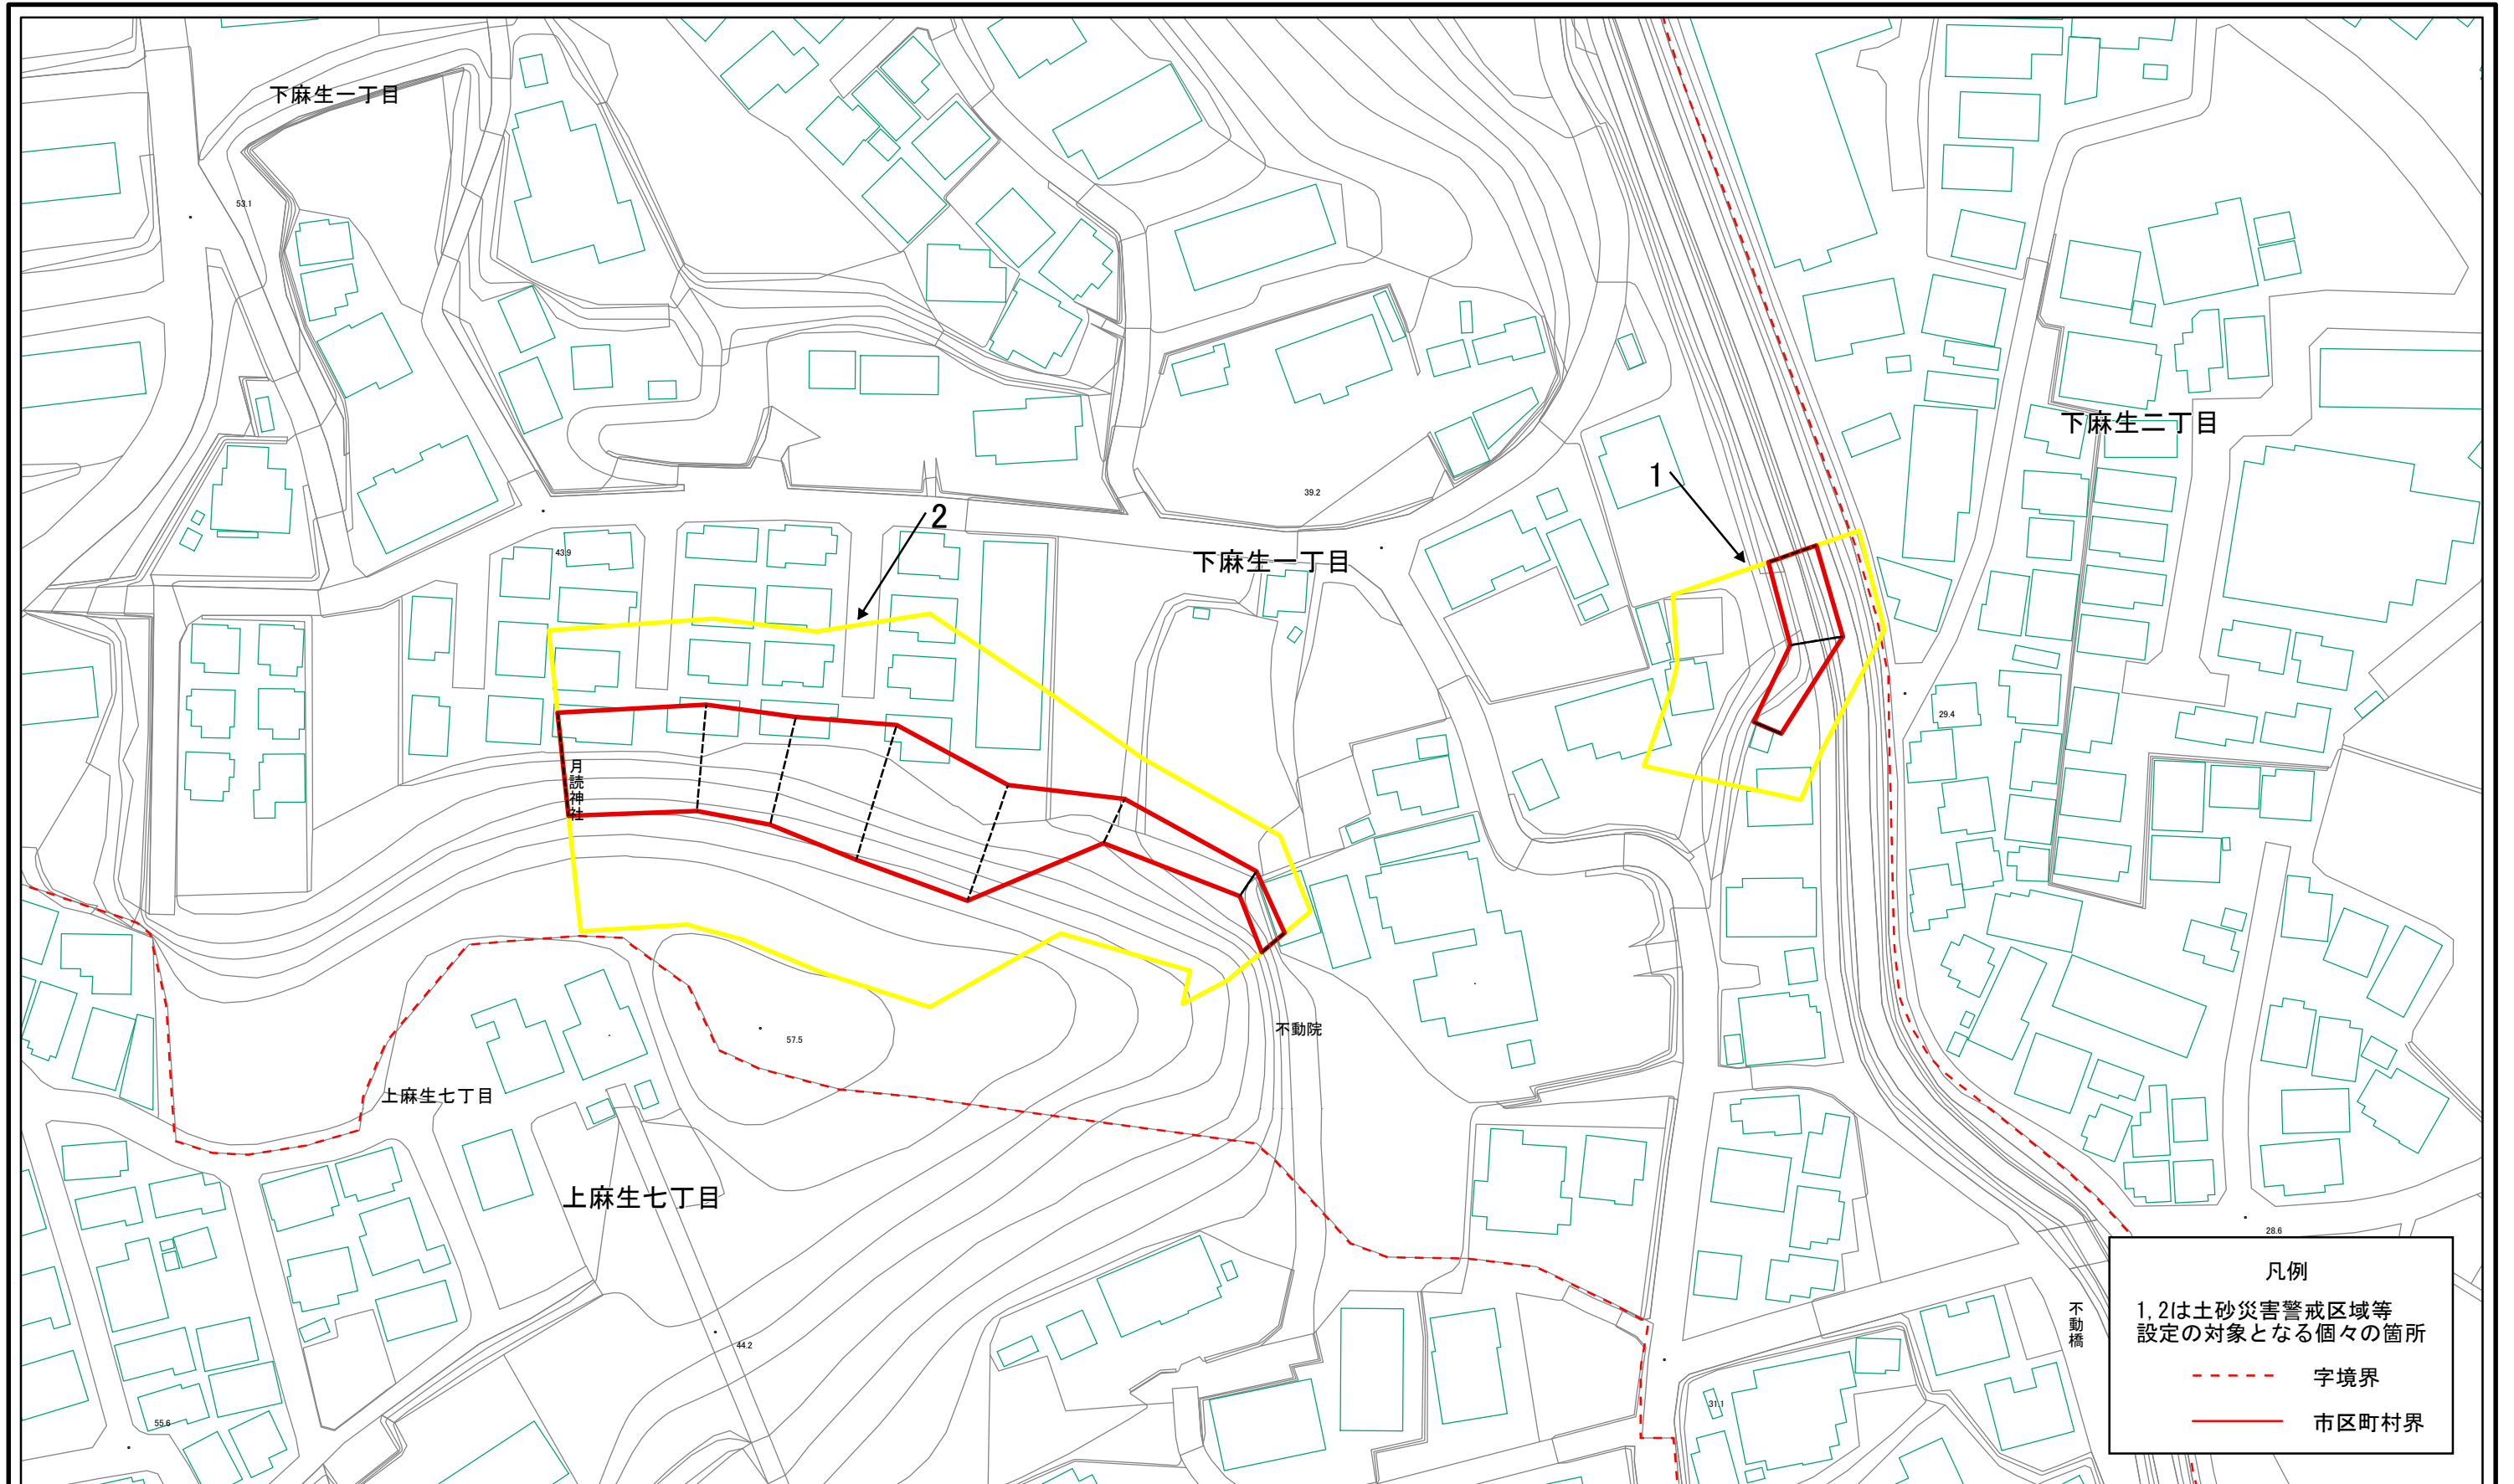 下麻生一丁目
53.1
下麻生二丁目
1
39.2
2
43.9
下麻生一丁目
29.4
月読神社
不動院
57.5
上麻生七丁目
上麻生七丁目
28.6
44.2
不動橋
31.1
55.6
凡例
1,2は土砂災害警戒区域等
設定の対象となる個々の箇所
字境界
市区町村界